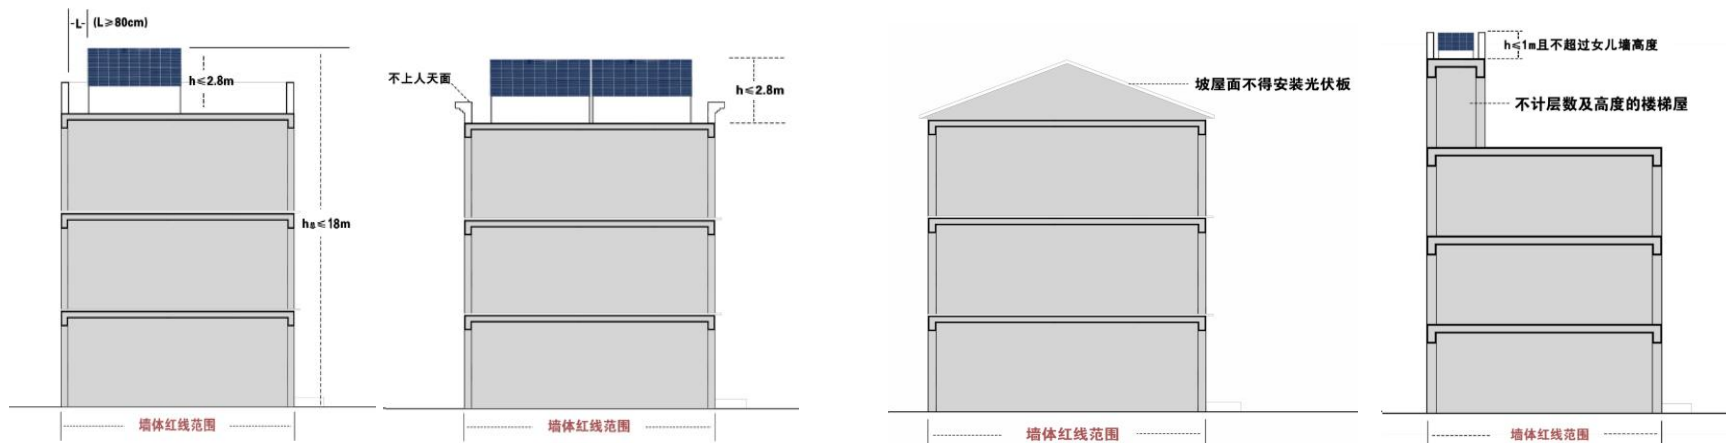 -L- (L≥80cm)
h≤2.8m
h总≤18m
墙体红线范围
不上人天面
h≤2.8m
墙体红线范围
坡屋面不得安装光伏板
墙体红线范围
h≤1m且不超过女儿墙高度
不计层数及高度的楼梯屋
墙体红线范围